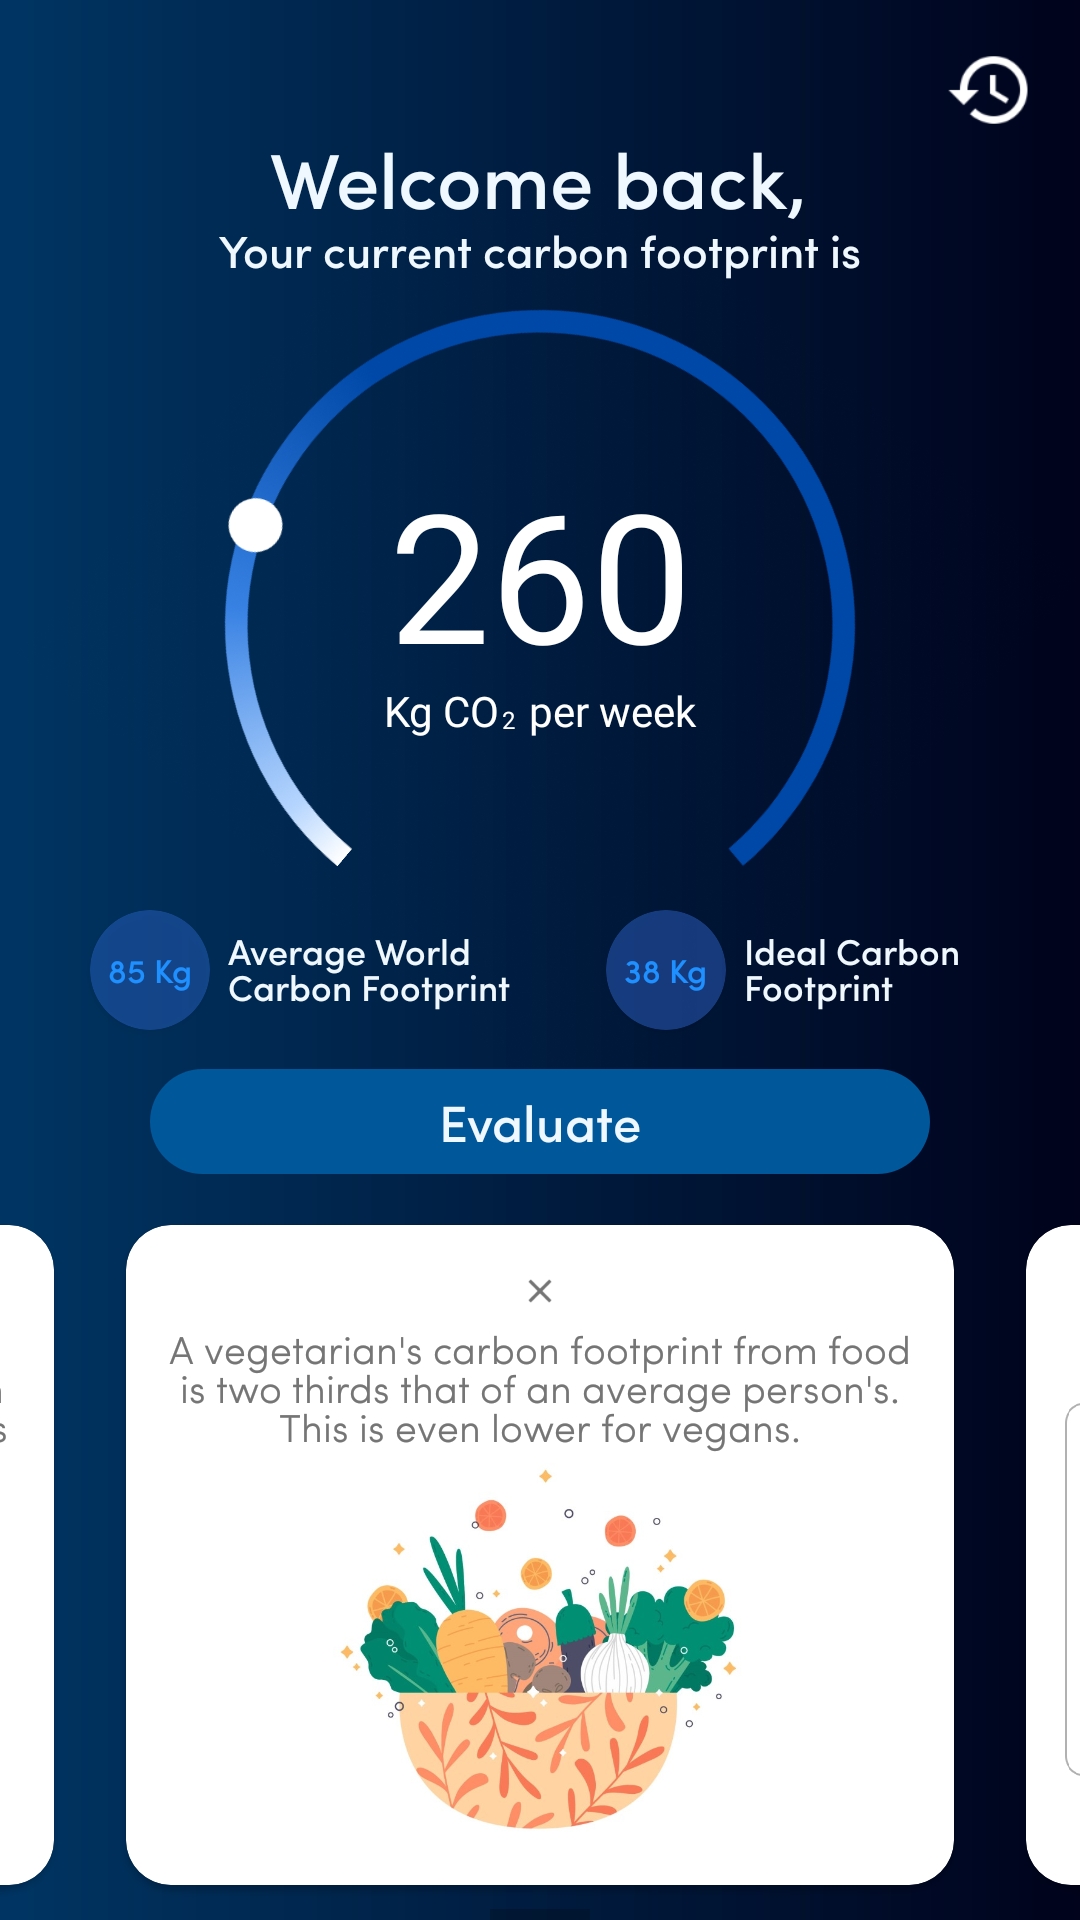 Welcome back,
Your current carbon footprint is
260
Kg CO₂ per week
85 Kg
Average World
Carbon Footprint
38 Kg
Ideal Carbon
Footprint
Evaluate
A vegetarian's carbon footprint from food
is two thirds that of an average person's.
This is even lower for vegans.